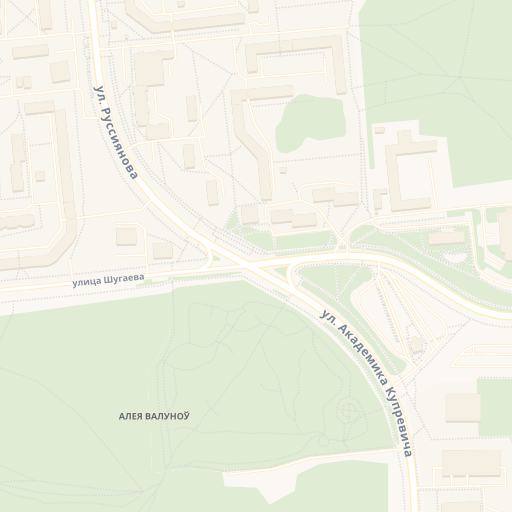 ул. Руссиянова
улица Шугаева
ул. Академика Купревича
АЛЕЯ ВАЛУНОЎ